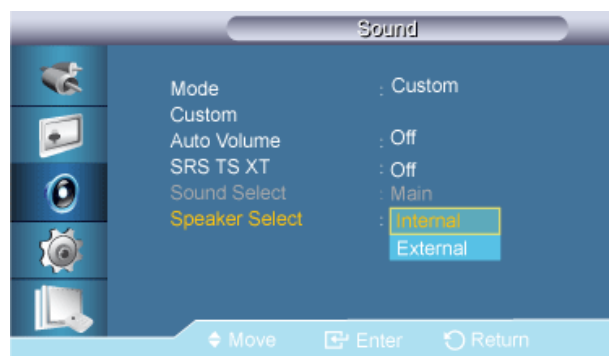 Sound
Mode : Custom
Custom
Auto Volume : Off
SRS TS XT : Off
Sound Select : Main
Speaker Select : Internal
External
Move Enter Return